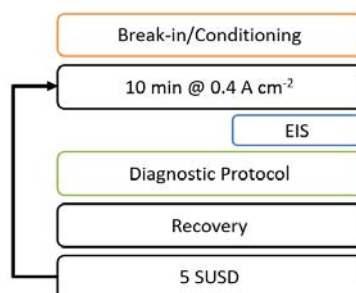 Break-in/Conditioning
10 min @ 0.4 A cm⁻²
EIS
Diagnostic Protocol
Recovery
5 SUSD